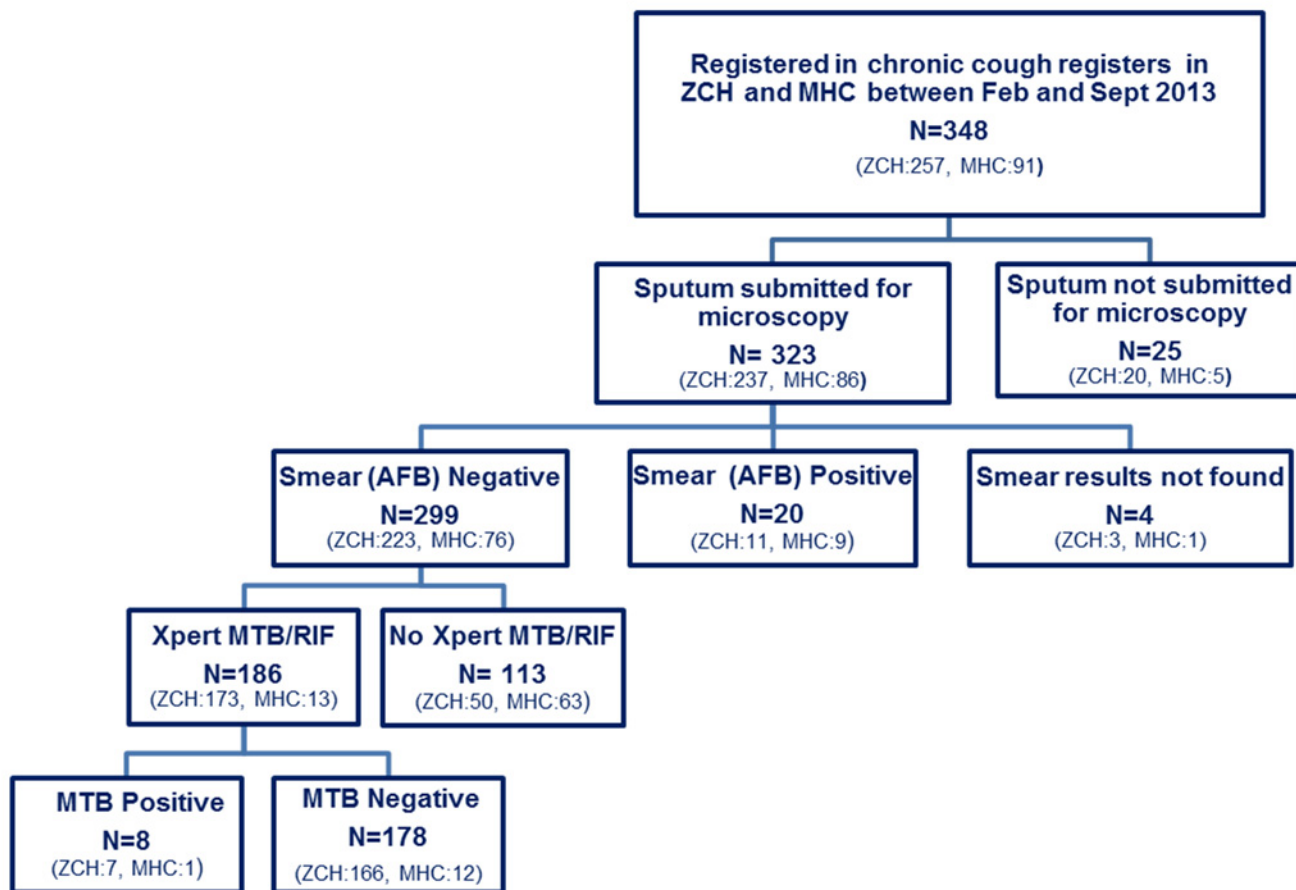 Registered in chronic cough registers in
ZCH and MHC between Feb and Sept 2013
N=348
(ZCH:257, MHC:91)
Sputum submitted for
microscopy
N= 323
(ZCH:237, MHC:86)
Sputum not submitted
for microscopy
N=25
(ZCH:20, MHC:5)
Smear (AFB) Negative
N=299
(ZCH:223, MHC:76)
Smear (AFB) Positive
N=20
(ZCH:11, MHC:9)
Smear results not found
N=4
(ZCH:3, MHC:1)
Xpert MTB/RIF
N=186
(ZCH:173, MHC:13)
No Xpert MTB/RIF
N= 113
(ZCH:50, MHC:63)
MTB Positive
N=8
(ZCH:7, MHC:1)
MTB Negative
N=178
(ZCH:166, MHC:12)